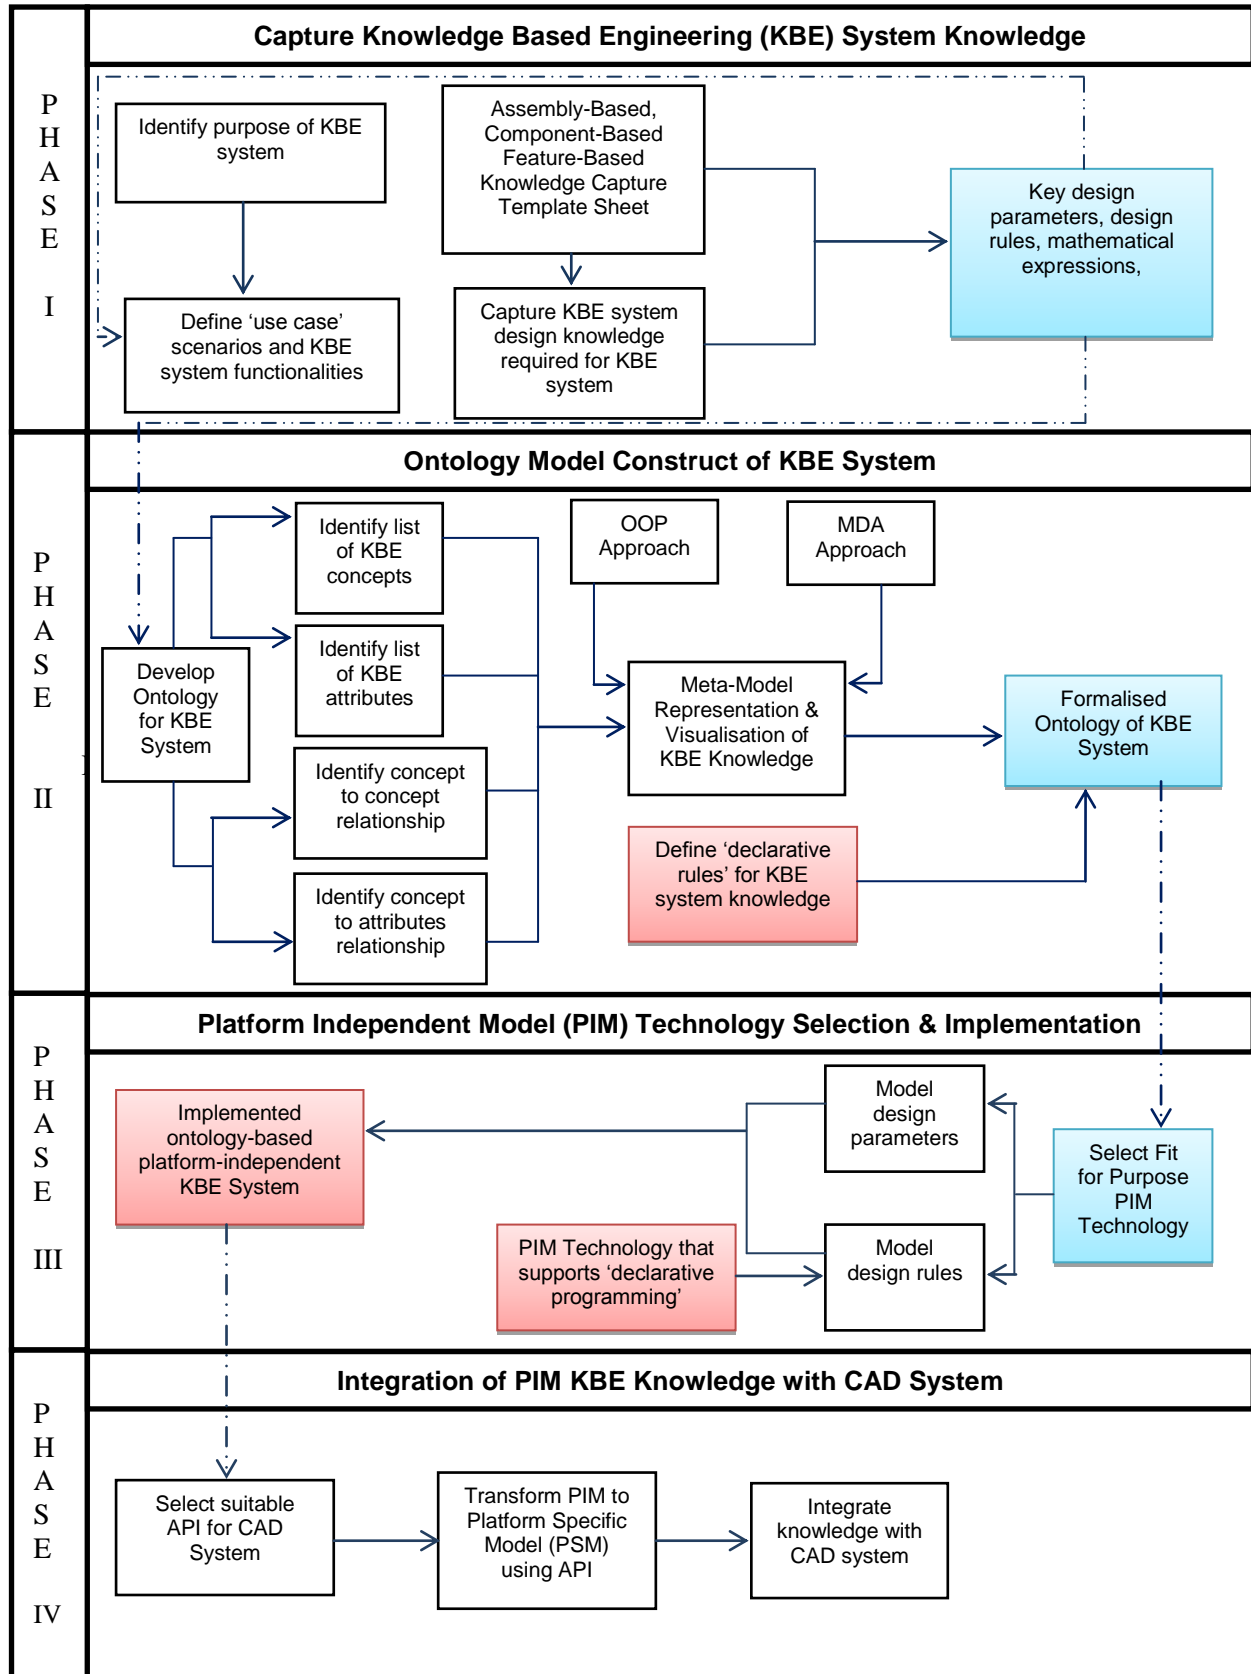 Capture Knowledge Based Engineering (KBE) System Knowledge
P
H
A
S
E
I
Identify purpose of KBE
system
Assembly-Based,
Component-Based
Feature-Based
Knowledge Capture
Template Sheet
Key design
parameters, design
rules, mathematical
expressions,
Define ‘use case’
scenarios and KBE
system functionalities
Capture KBE system
design knowledge
required for KBE
system
Ontology Model Construct of KBE System
P
H
A
S
E
II
Identify list
of KBE
concepts
OOP
Approach
MDA
Approach
Identify list
of KBE
attributes
Develop
Ontology
for KBE
System
Meta-Model
Representation &
Visualisation of
KBE Knowledge
Formalised
Ontology of KBE
System
Identify concept
to concept
relationship
Define ‘declarative
rules’ for KBE
system knowledge
Identify concept
to attributes
relationship
Platform Independent Model (PIM) Technology Selection & Implementation
P
H
A
S
E
III
Implemented
ontology-based
platform-independent
KBE System
Model
design
parameters
Select Fit
for Purpose
PIM
Technology
PIM Technology that
supports ‘declarative
programming’
Model
design rules
Integration of PIM KBE Knowledge with CAD System
P
H
A
S
E
IV
Select suitable
API for CAD
System
Transform PIM to
Platform Specific
Model (PSM)
using API
Integrate
knowledge with
CAD system